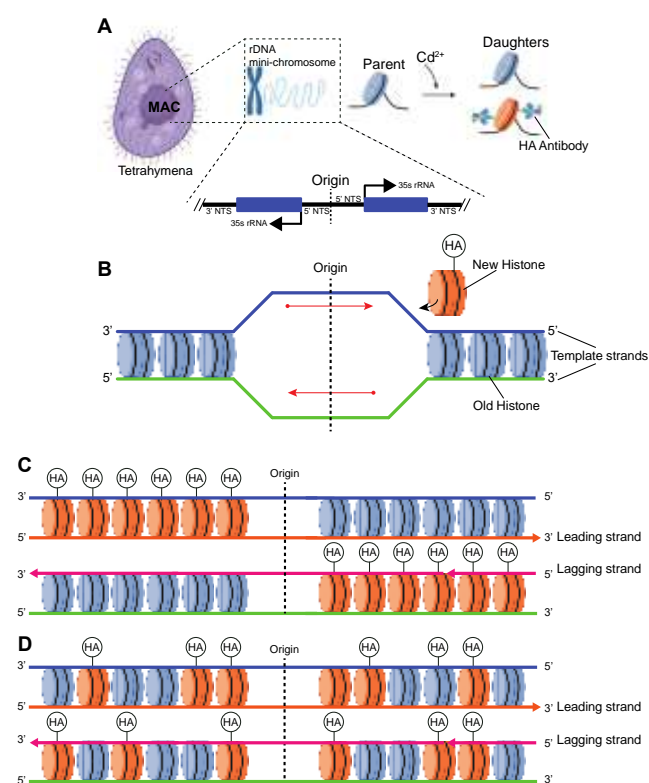 A
Daughters
rDNA
mini-chromosome
Parent
Cd²⁺
MAC
HA Antibody
Tetrahymena
Origin
5' NTS
35s rRNA
3' NTS
5' NTS
3' NTS
35s rRNA
B
HA
New Histone
Origin
3'
5'
Template strands
5'
3'
Old Histone
C
HA HA HA HA HA HA
Origin
3'
5'
5'
3'
Leading strand
HA HA HA HA HA HA
3'
5'
Lagging strand
5'
3'
D
HA HA HA
Origin
HA HA HA
3'
5'
5'
3'
Leading strand
HA HA HA HA HA HA
3'
5'
Lagging strand
5'
3'